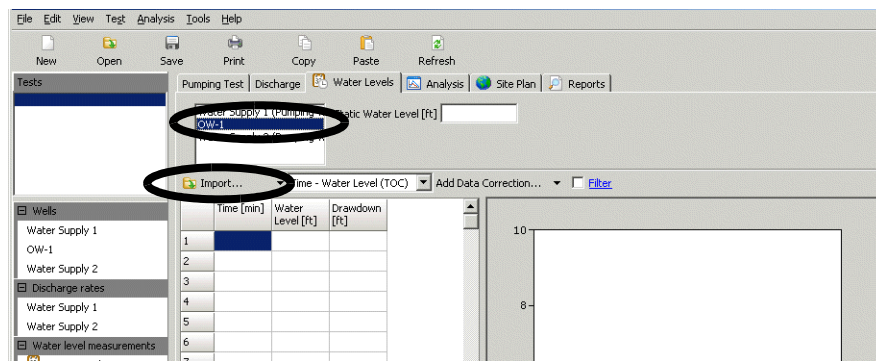 File Edit View Test Analysis Tools Help
New Open Save Print Copy Paste Refresh
Tests
Pumping Test Discharge Water Levels Analysis Site Plan Reports
Water Supply 1 (Pumping
Static Water Level [ft]
OW-1
Import... Time - Water Level (TOC) Add Data Correction... Filter
Wells
Water Supply 1
OW-1
Water Supply 2
Discharge rates
Water Supply 1
Water Supply 2
Water level measurements
Time [min] Water Level [ft] Drawdown [ft]
1
2
3
4
5
6
10
8